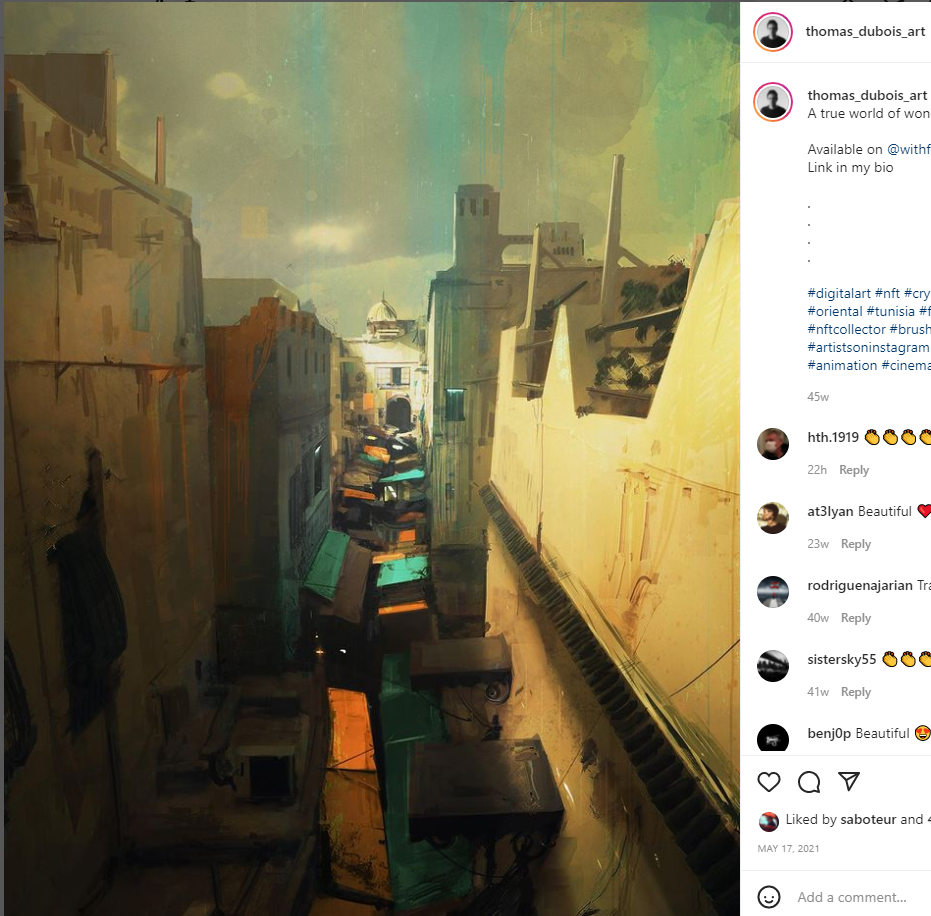 thomas_dubois_art
thomas_dubois_art
A true world of won
Available on @withf
Link in my bio
.
.
.
.
#digitalart #nft #cry
#oriental #tunisia #f
#nftcollector #brush
#artistsoninstagram
#animation #cinema
45w
hth.1919 👏👏👏👏
22h Reply
at3lyan Beautiful ❤️
23w Reply
rodriguenajarian Tra
40w Reply
sistersky55 👏👏👏
41w Reply
benj0p Beautiful 😍
Liked by saboteur and 4
MAY 17, 2021
Add a comment...